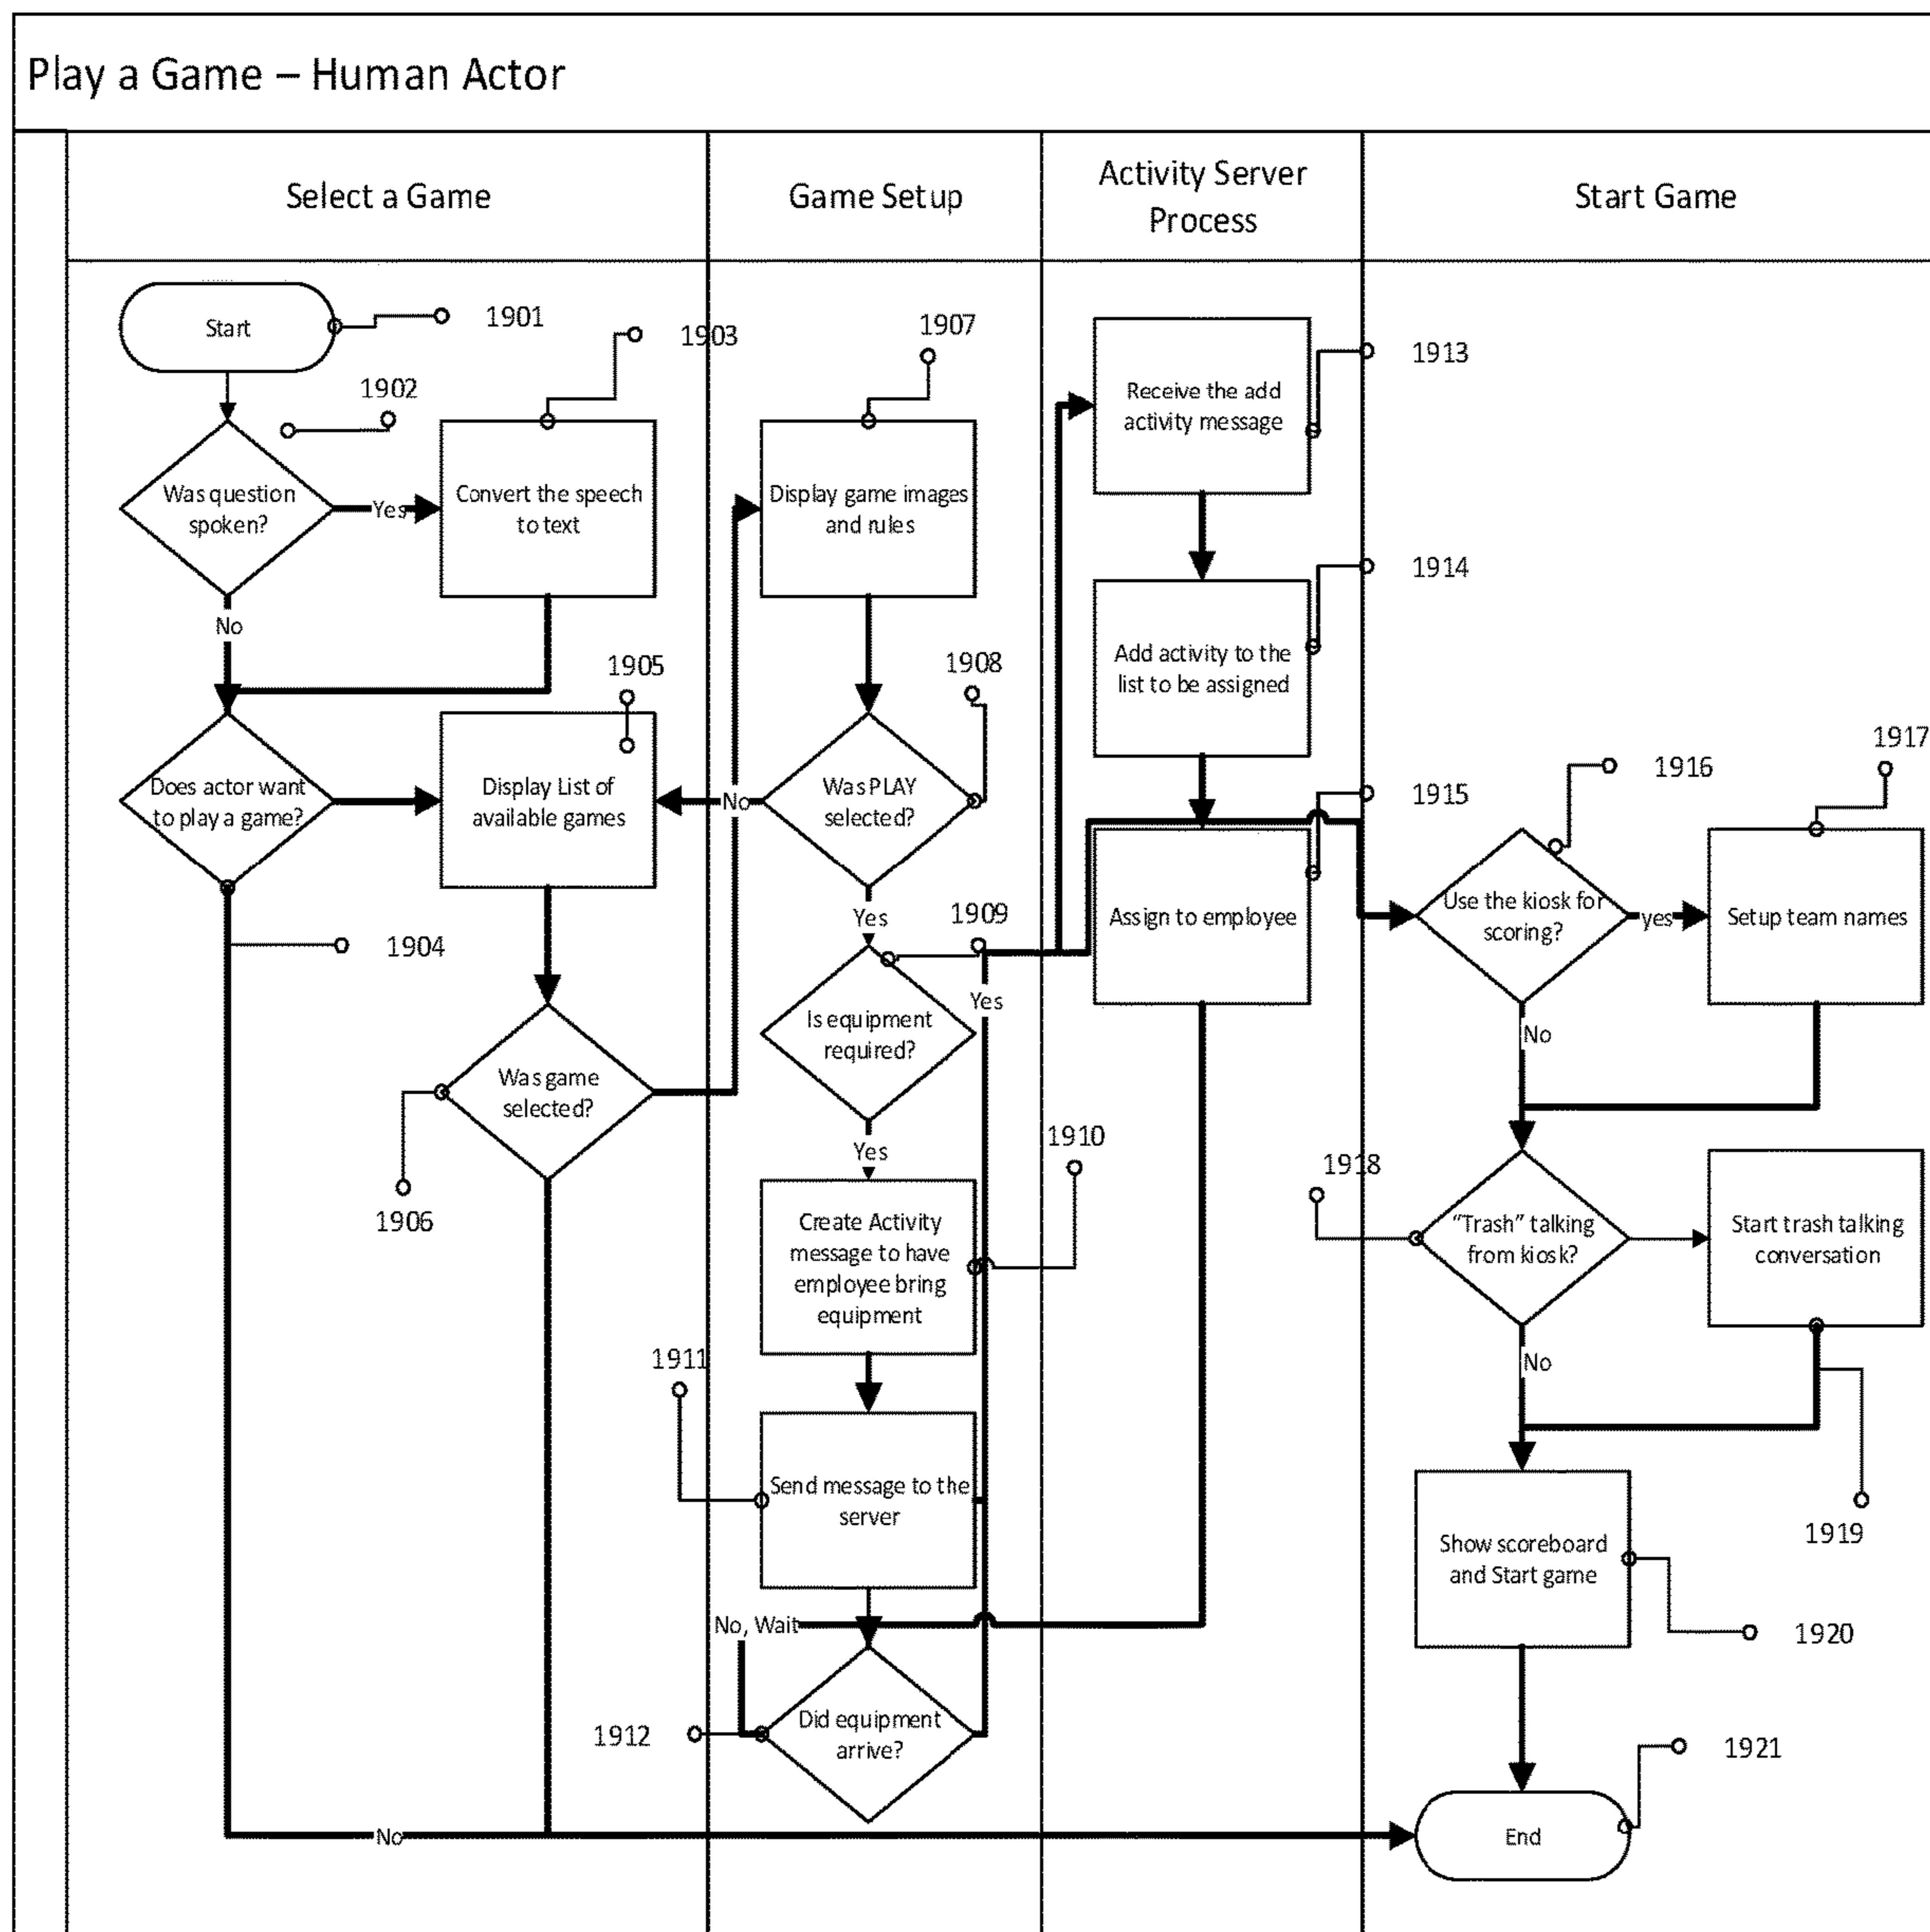 Play a Game – Human Actor
Select a Game
Game Setup
Activity Server
Process
Start Game
Start
1901
1902
1903
Was question
spoken?
Yes
Convert the speech
to text
No
1904
Does actor want
to play a game?
1905
Display List of
available games
Was game
selected?
1906
No
1907
Display game images
and rules
1908
Was PLAY
selected?
No
Yes
1909
Is equipment
required?
Yes
Yes
1910
Create Activity
message to have
employee bring
equipment
1911
Send message to the
server
No, Wait
1912
Did equipment
arrive?
1913
Receive the add
activity message
1914
Add activity to the
list to be assigned
1915
Assign to employee
1916
Use the kiosk for
scoring?
yes
1917
Setup team names
No
1918
“Trash” talking
from kiosk?
Start trash talking
conversation
No
1919
Show scoreboard
and Start game
1920
1921
End